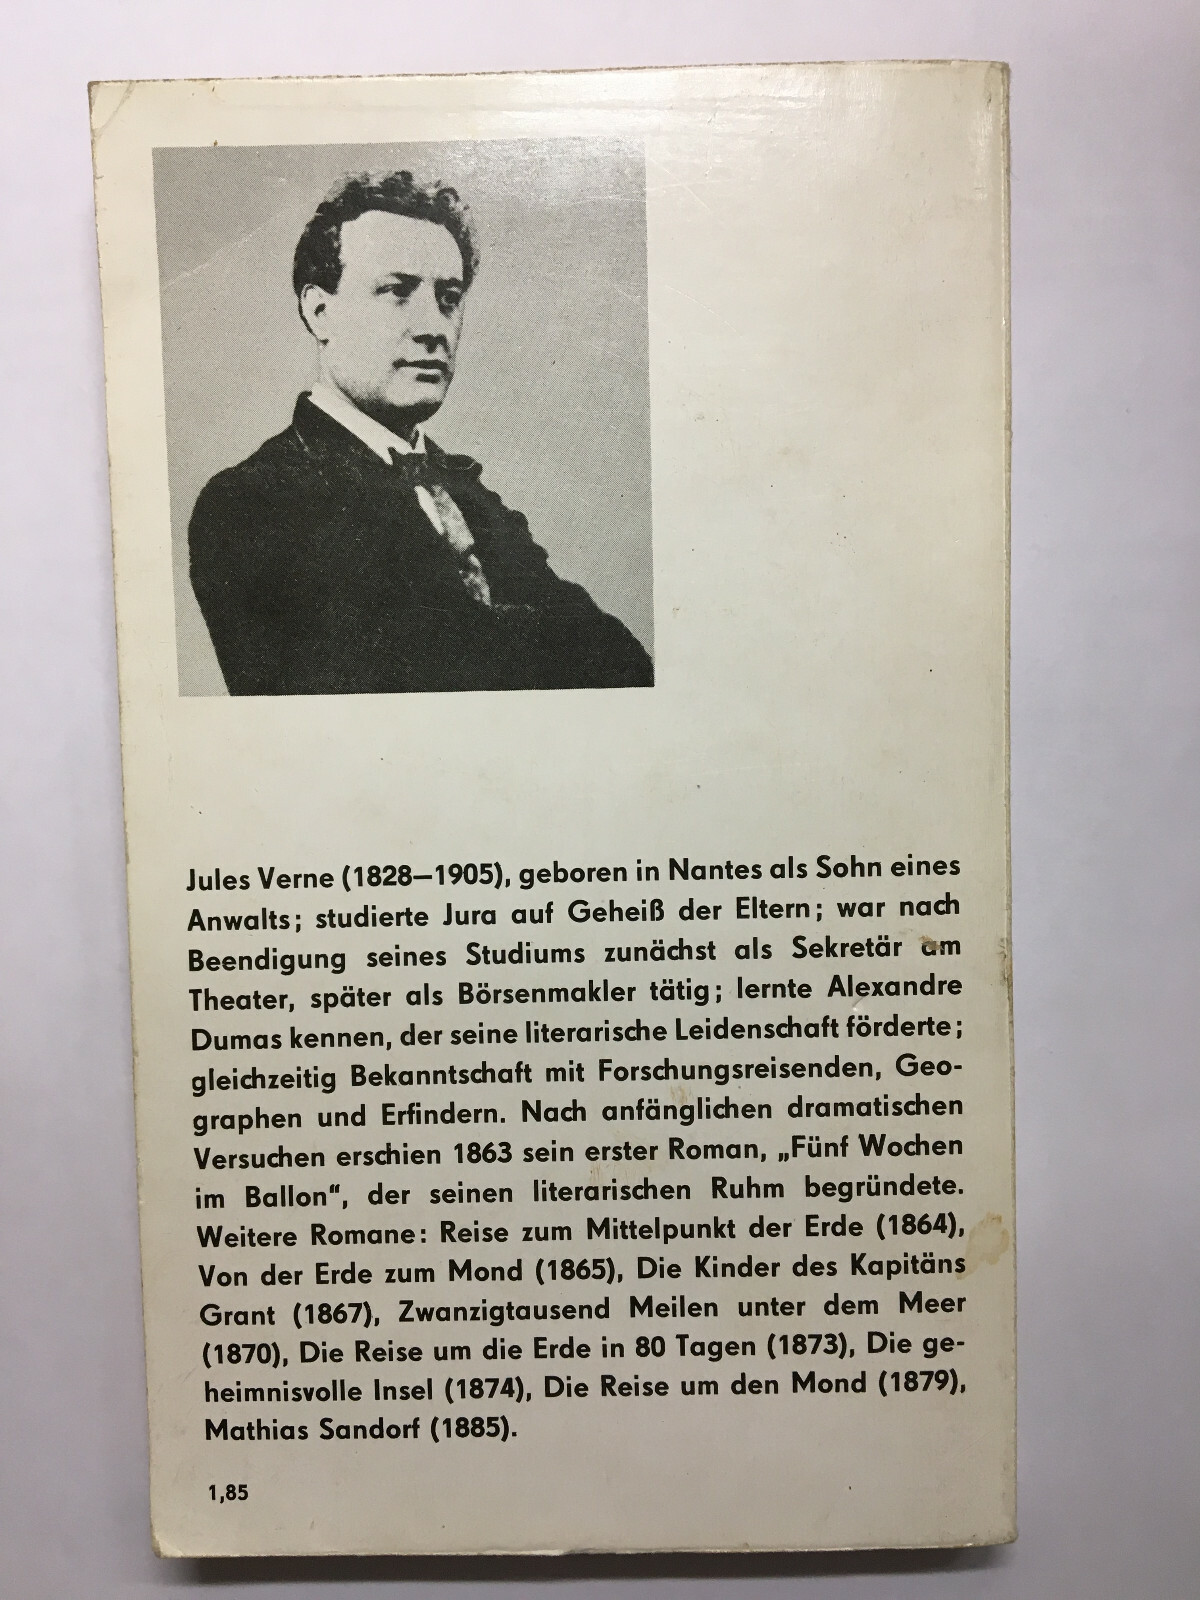 Jules Verne (1828–1905), geboren in Nantes als Sohn eines
Anwalts; studierte Jura auf Geheiß der Eltern; war nach
Beendigung seines Studiums zunächst als Sekretär am
Theater, später als Börsenmakler tätig; lernte Alexandre
Dumas kennen, der seine literarische Leidenschaft förderte;
gleichzeitig Bekanntschaft mit Forschungsreisenden, Geo-
graphen und Erfindern. Nach anfänglichen dramatischen
Versuchen erschien 1863 sein erster Roman, „Fünf Wochen
im Ballon“, der seinen literarischen Ruhm begründete.
Weitere Romane: Reise zum Mittelpunkt der Erde (1864),
Von der Erde zum Mond (1865), Die Kinder des Kapitäns
Grant (1867), Zwanzigtausend Meilen unter dem Meer
(1870), Die Reise um die Erde in 80 Tagen (1873), Die ge-
heimnisvolle Insel (1874), Die Reise um den Mond (1879),
Mathias Sandorf (1885).
1,85